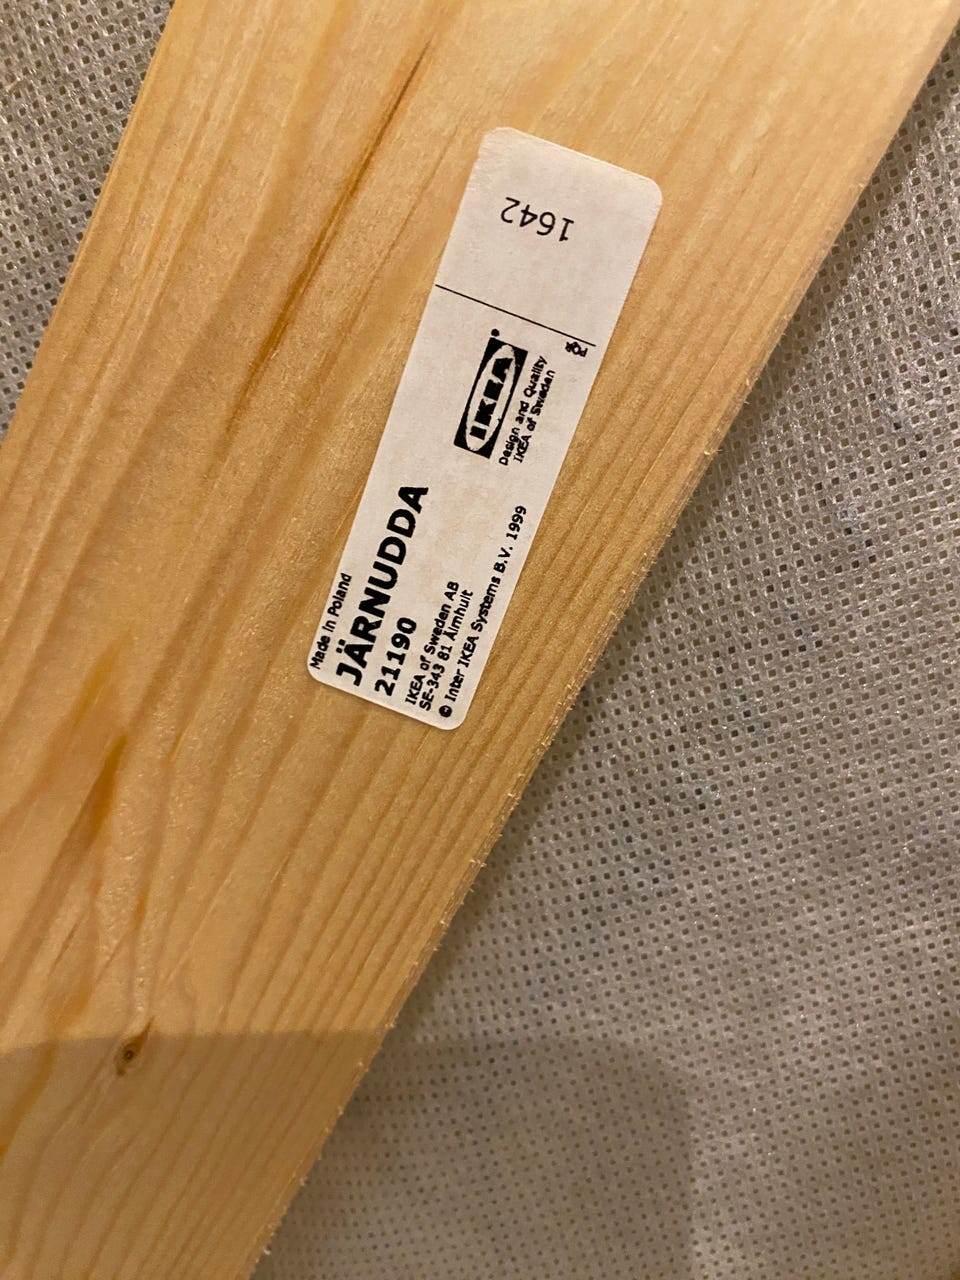 Made in Poland
JÄRNUDDA
21190
IKEA of Sweden AB
SE-343 81 Älmhult
© Inter IKEA Systems B.V. 1999
IKEA®
Design and Quality
IKEA of Sweden
1642